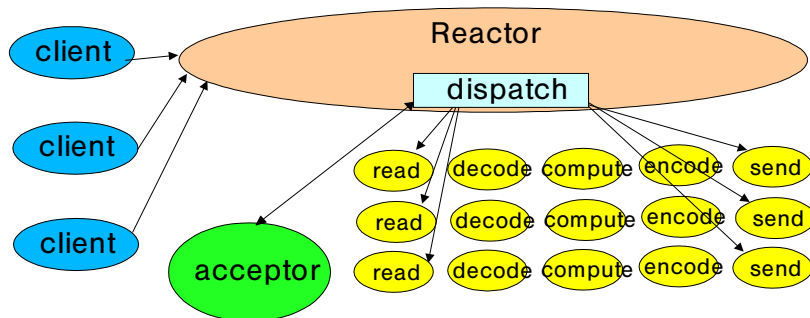 client
Reactor
dispatch
client
read decode compute encode send
client
read decode compute encode send
acceptor
read decode compute encode send